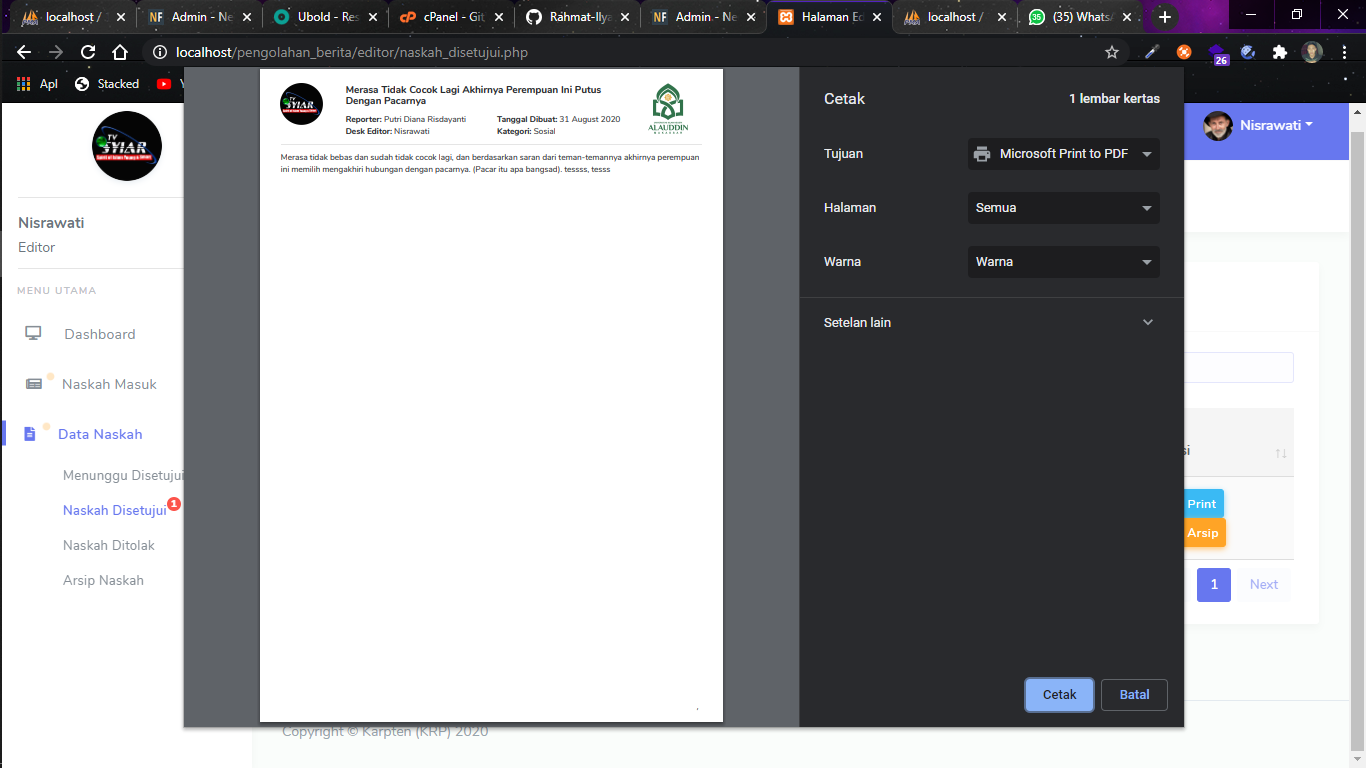 localhost /
Admin - Ne
Ubold - Res
cPanel - Git
Rahmat-Ilya
Admin - Ne
Halaman Ed
localhost /
(35) WhatsA
localhost/pengolahan_berita/editor/naskah_disetujui.php
26
Apl
Stacked
TV
SYIAR
Nisrawati
Editor
MENU UTAMA
Dashboard
Naskah Masuk
Data Naskah
Menunggu Disetujui
Naskah Disetujui 1
Naskah Ditolak
Arsip Naskah
TV
SYIAR
Merasa Tidak Cocok Lagi Akhirnya Perempuan Ini Putus
Dengan Pacarnya
Reporter: Putri Diana Risdayanti
Tanggal Dibuat: 31 August 2020
Desk Editor: Nisrawati
Kategori: Sosial
ALAUDDIN
Merasa tidak bebas dan sudah tidak cocok lagi, dan berdasarkan saran dari teman-temannya akhirnya perempuan
ini memilih mengakhiri hubungan dengan pacarnya. (Pacar itu apa bangsad). tessss, tesss
Cetak
1 lembar kertas
Tujuan
Microsoft Print to PDF
Halaman
Semua
Warna
Warna
Setelan lain
Cetak
Batal
Nisrawati
si
Print
Arsip
1
Next
Copyright © Karpten (KRP) 2020